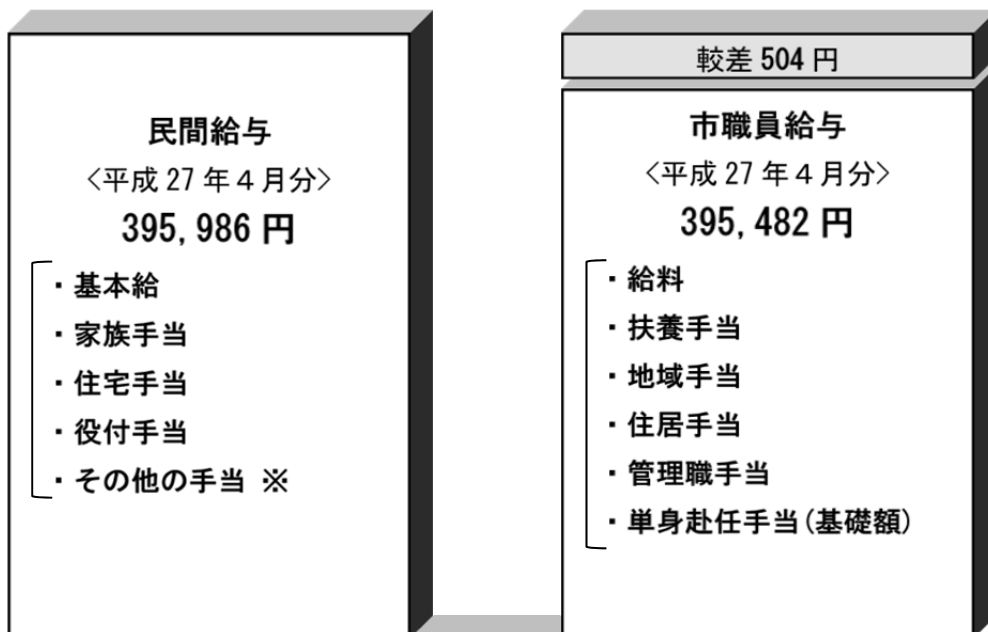 民間給与
〈平成 27 年４月分〉
395,986 円
・基本給
・家族手当
・住宅手当
・役付手当
・その他の手当 ※
較差 504 円
市職員給与
〈平成 27 年４月分〉
395,482 円
・給料
・扶養手当
・地域手当
・住居手当
・管理職手当
・単身赴任手当(基礎額)